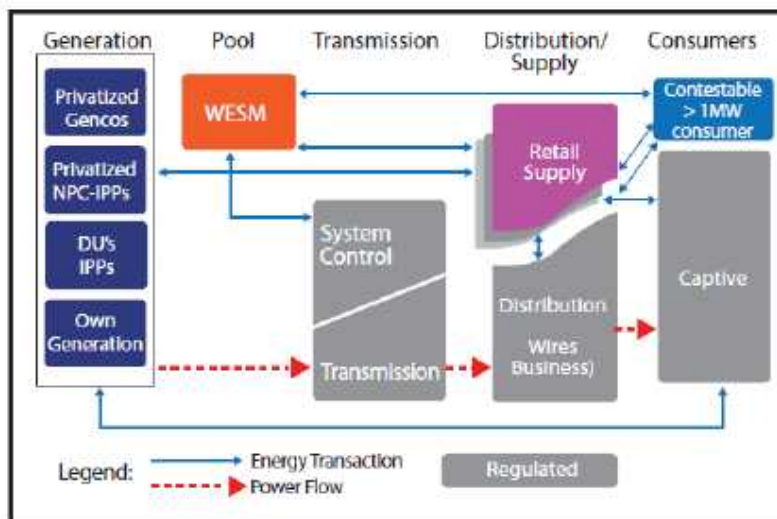 Generation
Pool
Transmission
Distribution/
Supply
Consumers
Privatized
Gencos
Privatized
NPC-IPPs
DU's
IPPs
Own
Generation
WESM
System
Control
Transmission
Retail
Supply
Distribution
Wires
Business)
Contestable
> 1MW
consumer
Captive
Legend:
Energy Transaction
Power Flow
Regulated